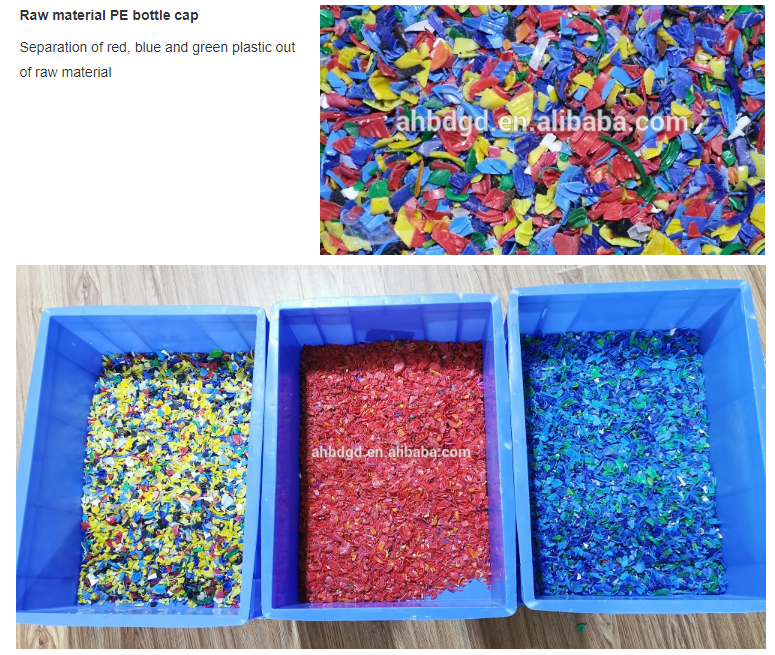 Raw material PE bottle cap
Separation of red, blue and green plastic out
of raw material
ahbdgd.en.alibaba.com
ahbdgd.en.alibaba.com